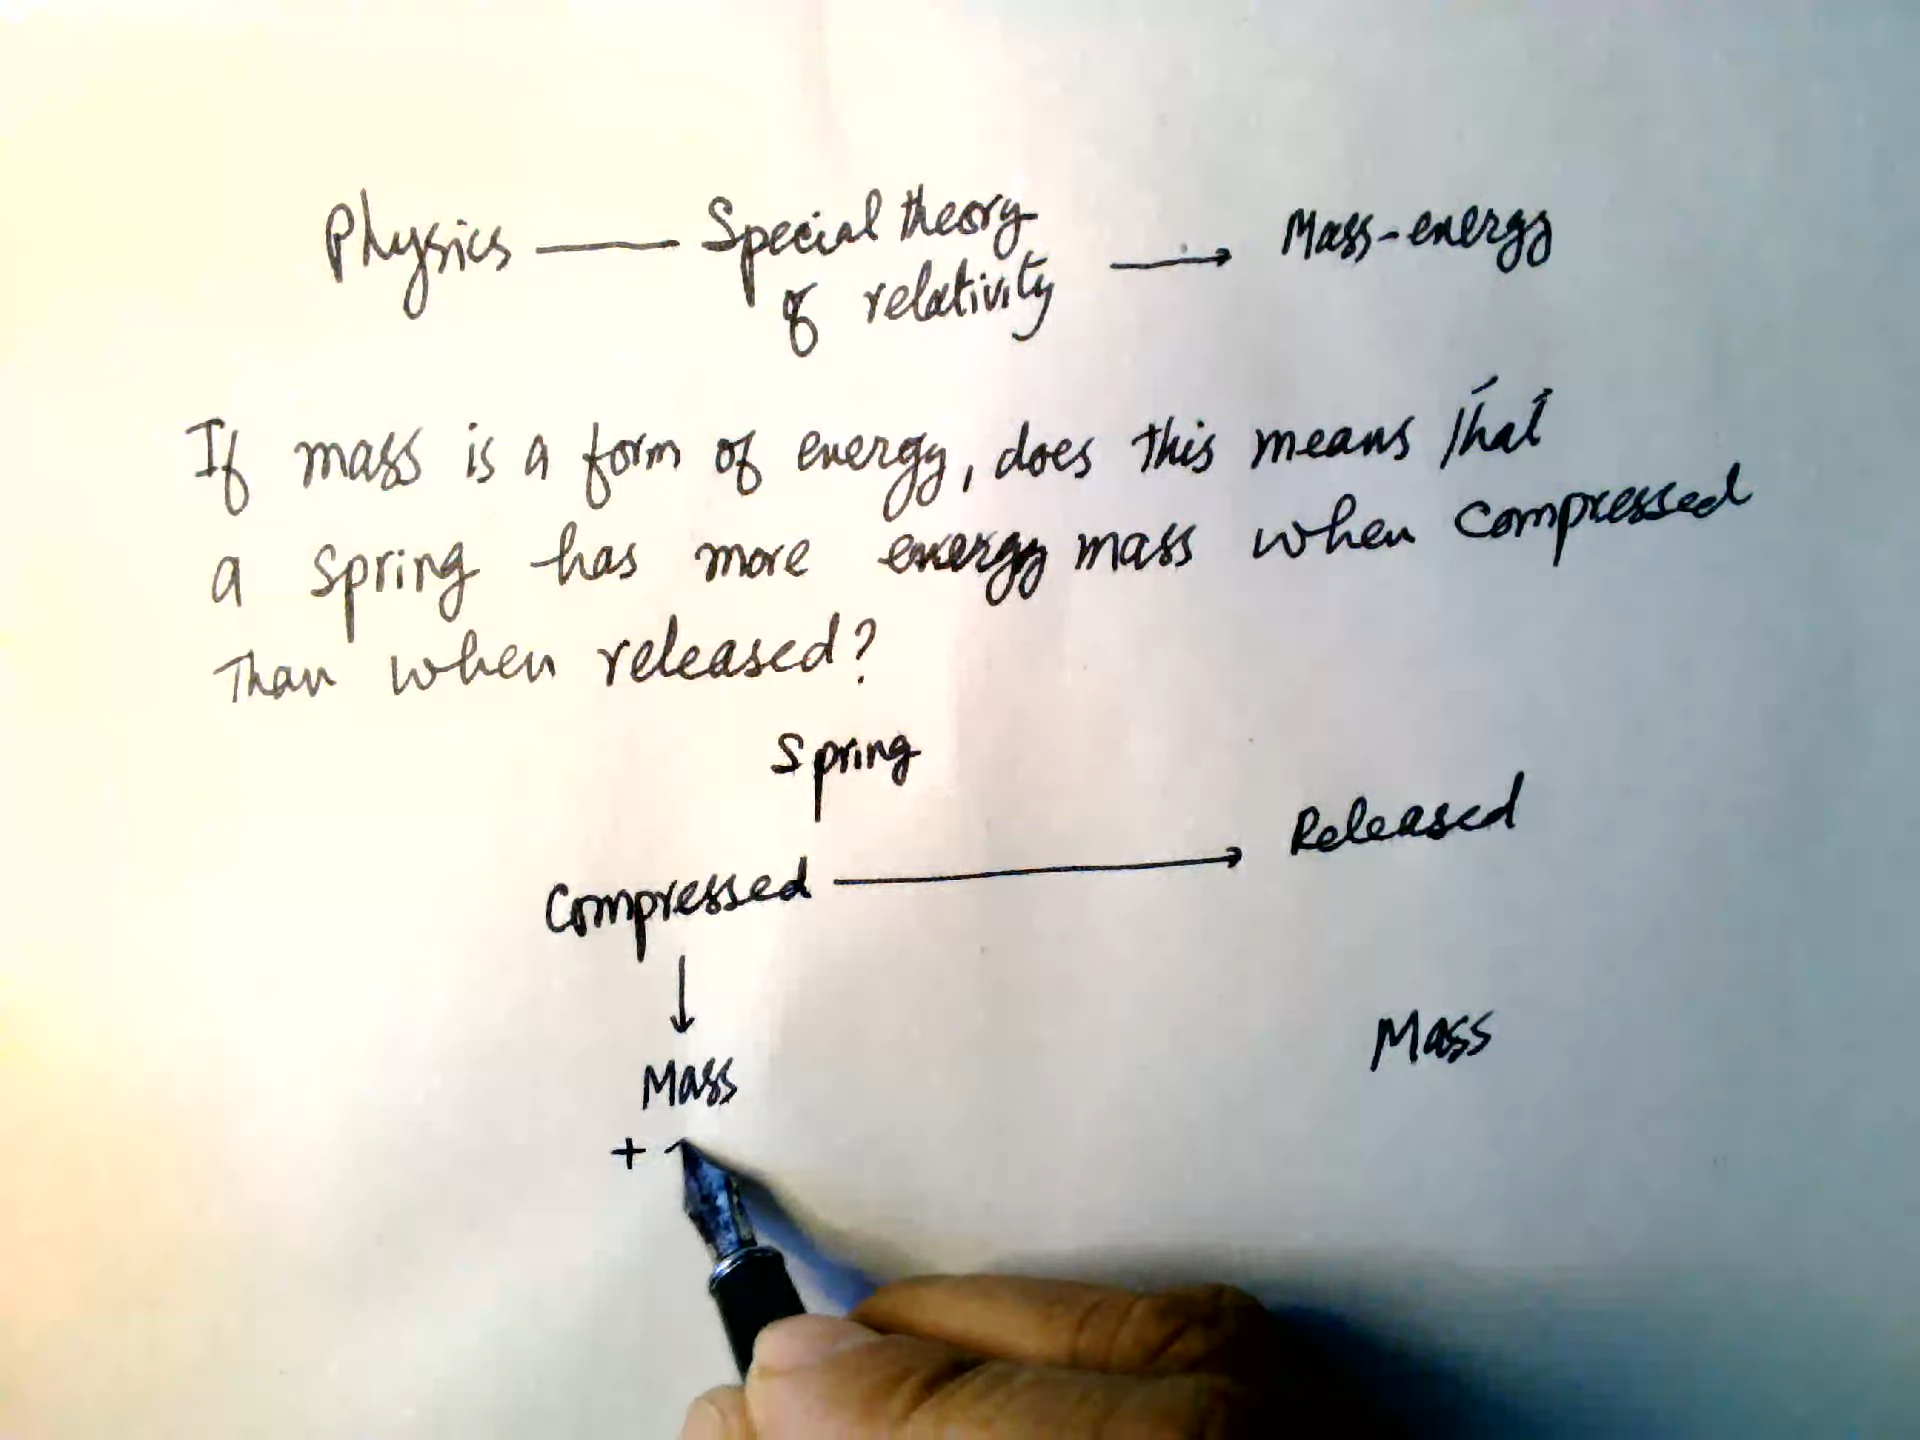 Physics — Special theory of relativity → Mass-energy
If mass is a form of energy, does this means that
a spring has more energy mass when compressed
than when released?
Spring
Compressed → Released
↓
Mass Mass
+